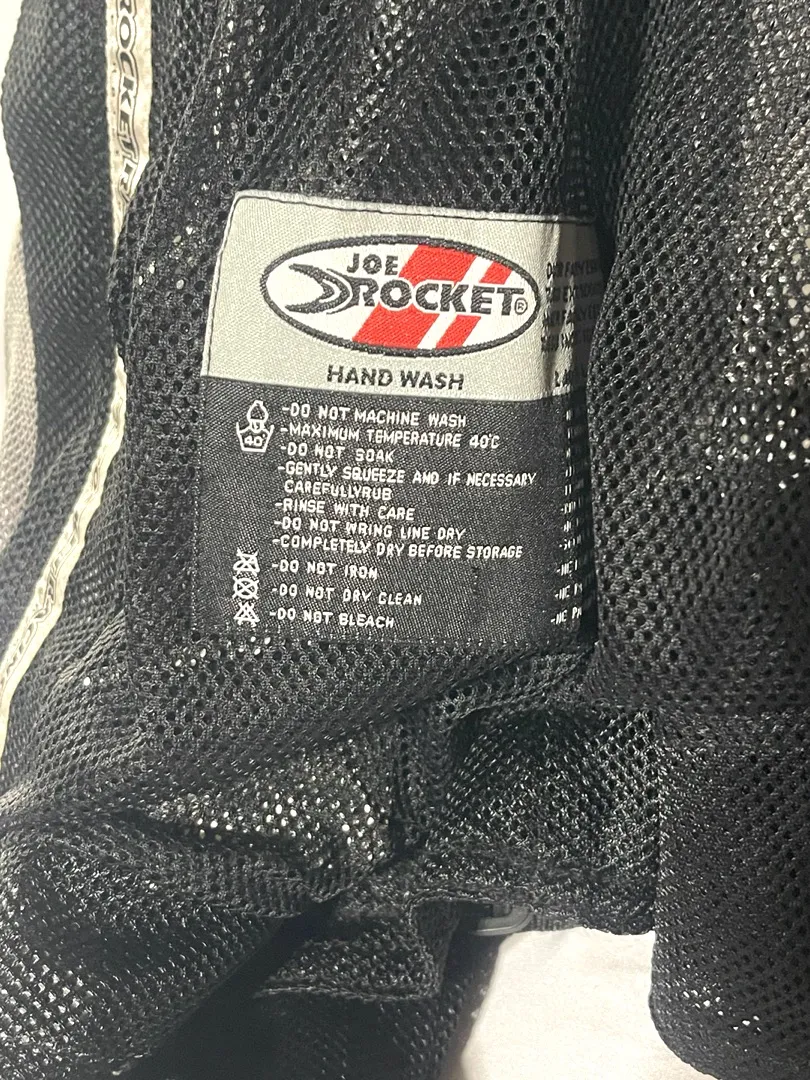 ROCKET
JOE
ROCKET®
HAND WASH
-DO NOT MACHINE WASH
40
-MAXIMUM TEMPERATURE 40°C
-DO NOT SOAK
-GENTLY SQUEEZE AND IF NECESSARY
CAREFULLYRUB
-RINSE WITH CARE
-DO NOT WRING LINE DRY
-COMPLETELY DRY BEFORE STORAGE
-DO NOT IRON
-DO NOT DRY CLEAN
-DO NOT BLEACH